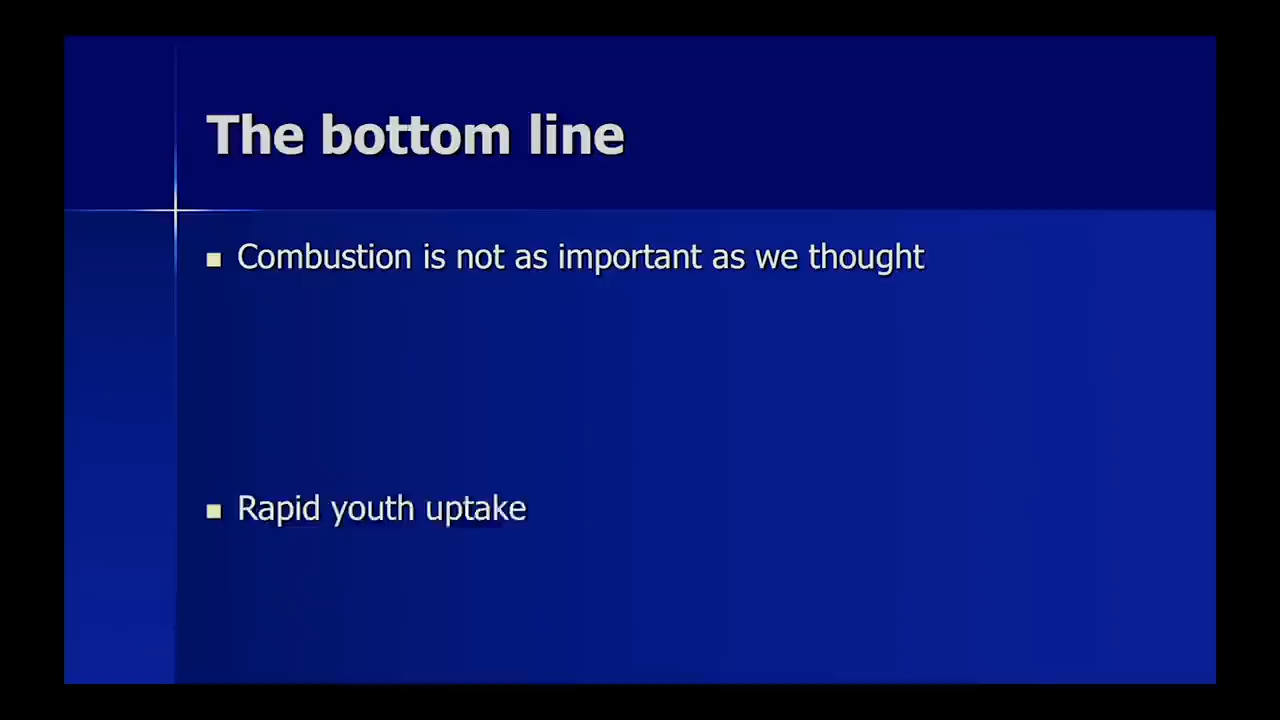 The bottom line
Combustion is not as important as we thought
Rapid youth uptake